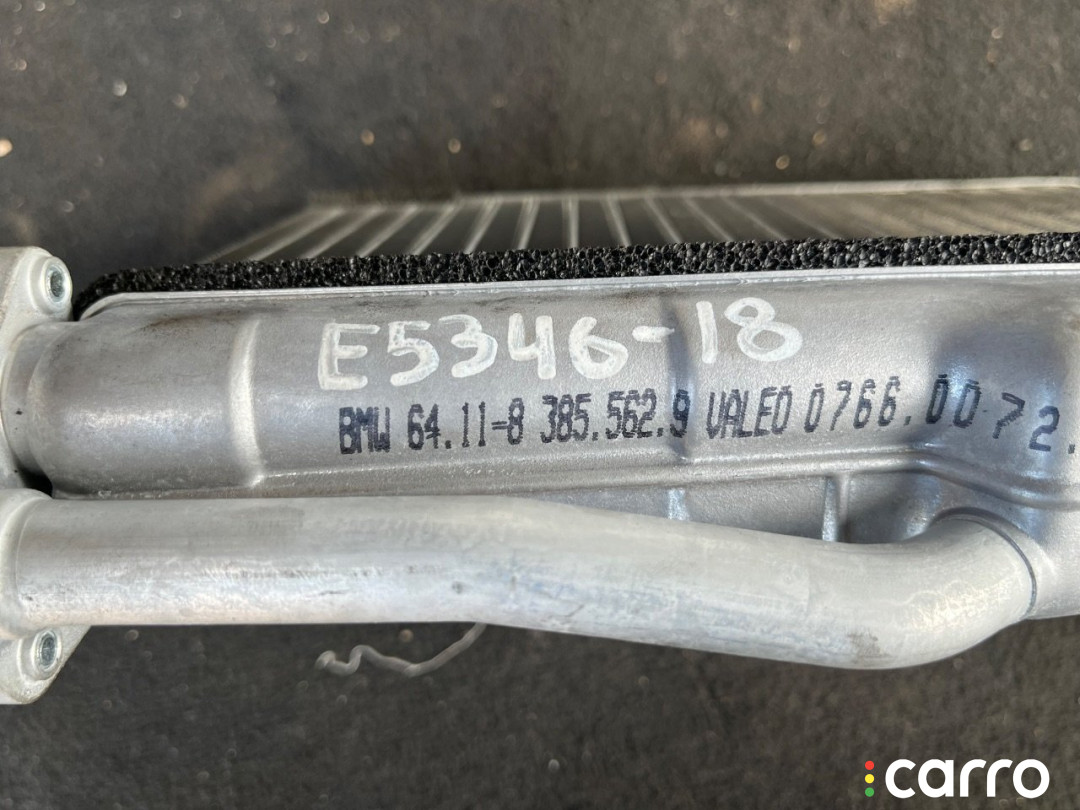 E5346-18
BMW 64.11-8 385.562.9 VALEO 0766.0072.
carro